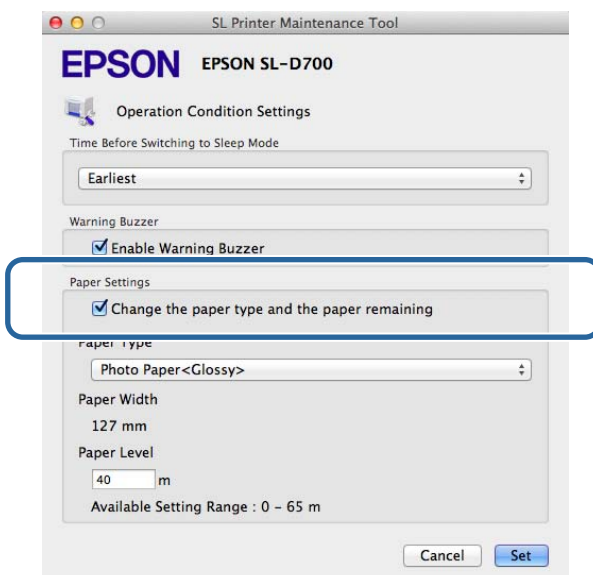 SL Printer Maintenance Tool
EPSON EPSON SL-D700
Operation Condition Settings
Time Before Switching to Sleep Mode
Earliest
Warning Buzzer
Enable Warning Buzzer
Paper Settings
Change the paper type and the paper remaining
Paper Type
Photo Paper<Glossy>
Paper Width
127 mm
Paper Level
40 m
Available Setting Range : 0 – 65 m
Cancel Set